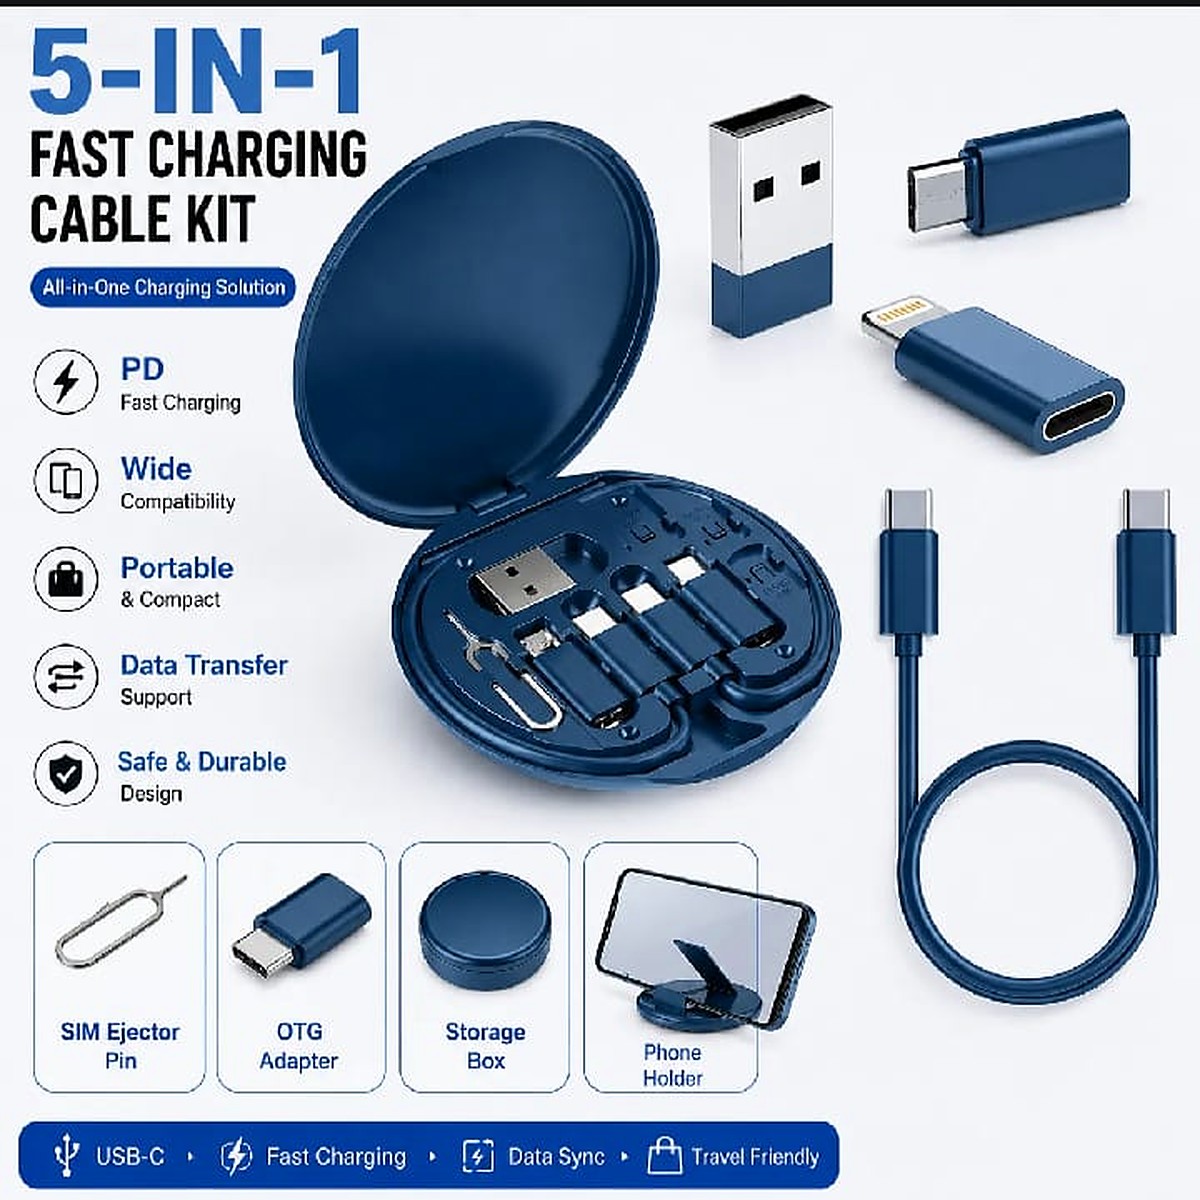 5-IN-1
FAST CHARGING
CABLE KIT
All-in-One Charging Solution
PD
Fast Charging
Wide
Compatibility
Portable
& Compact
Data Transfer
Support
Safe & Durable
Design
SIM Ejector
Pin
OTG
Adapter
Storage
Box
Phone
Holder
USB-C • Fast Charging • Data Sync • Travel Friendly